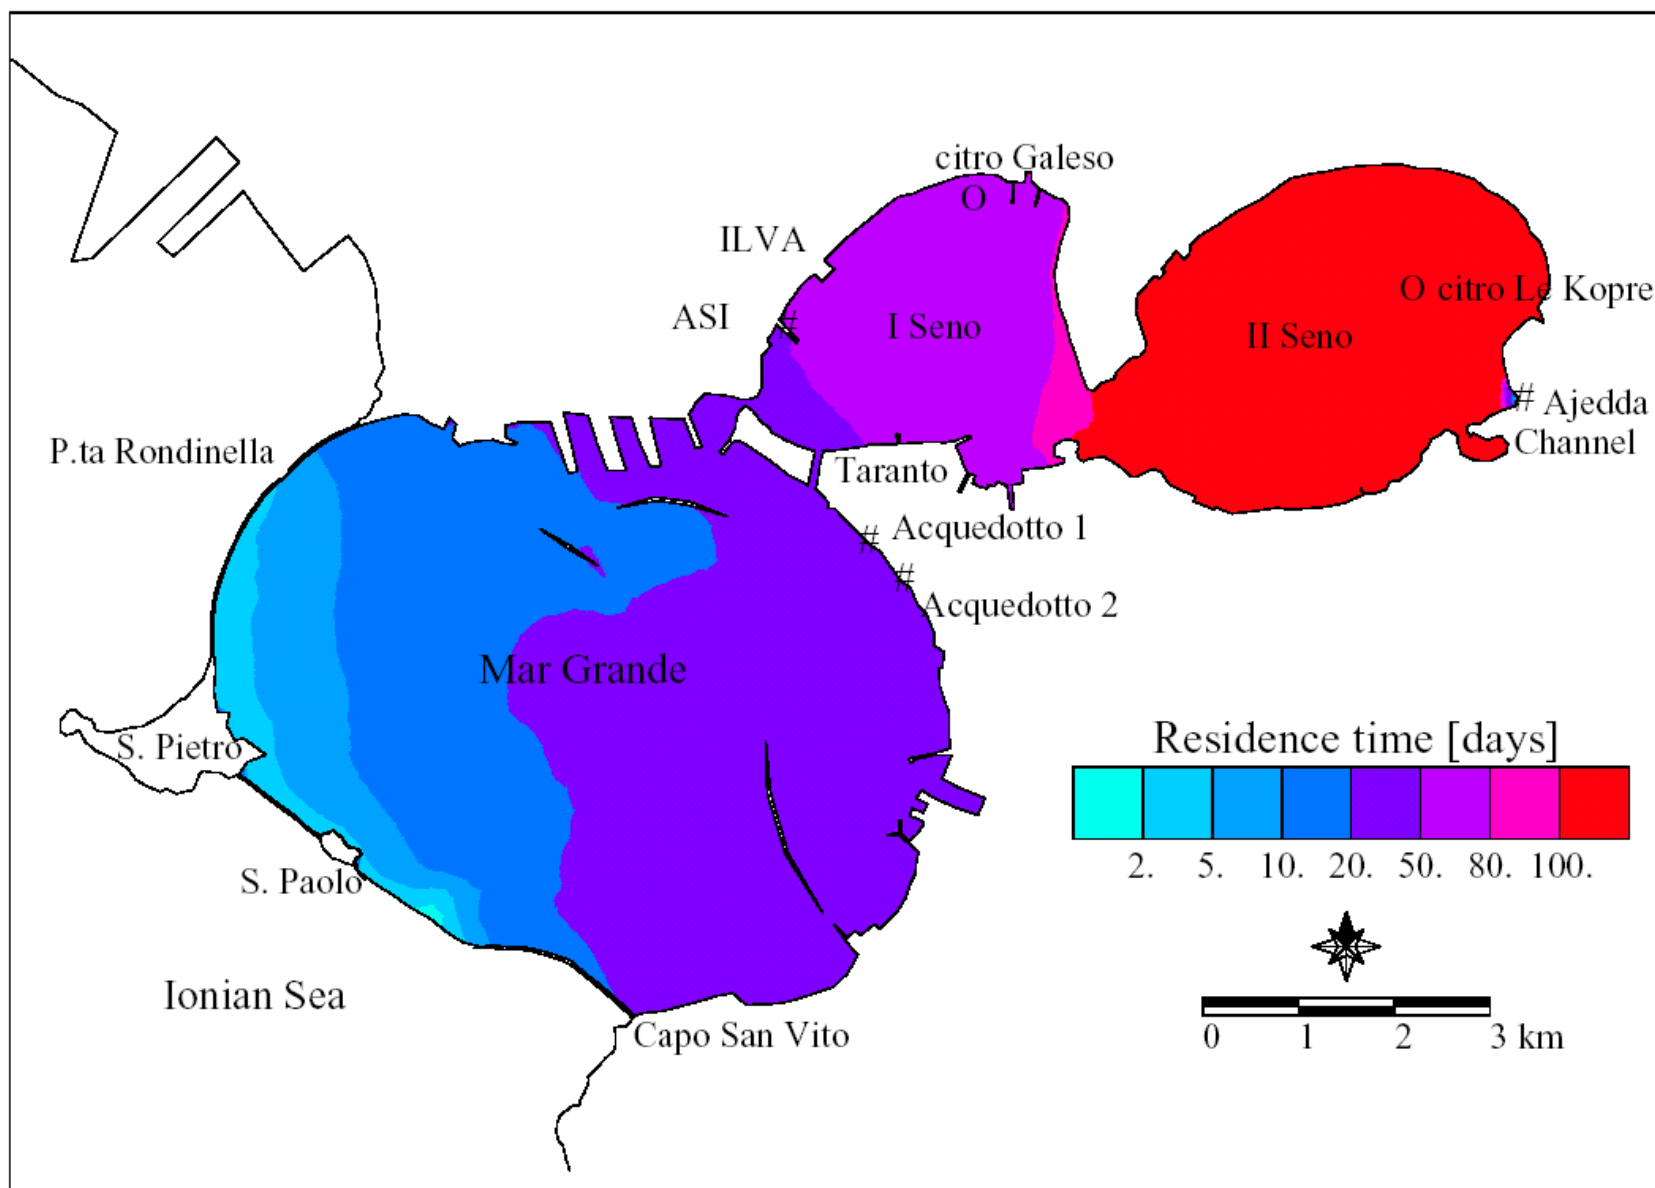 citro Galeso
O
ILVA
O citro Le Kopre
ASI
#
I Seno
II Seno
# Ajedda
Channel
P.ta Rondinella
Taranto
# Acquedotto 1
#
Acquedotto 2
Mar Grande
S. Pietro
Residence time [days]
2. 5. 10. 20. 50. 80. 100.
S. Paolo
Ionian Sea
Capo San Vito
0 1 2 3 km